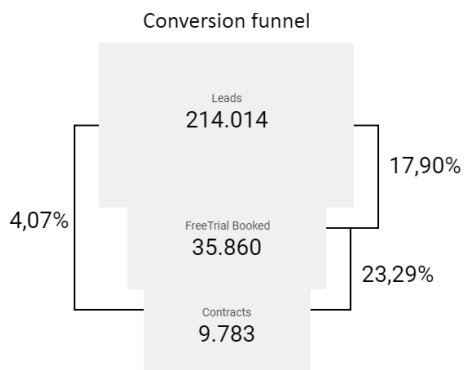 Conversion funnel
Leads
214.014
17,90%
4,07%
FreeTrial Booked
35.860
23,29%
Contracts
9.783